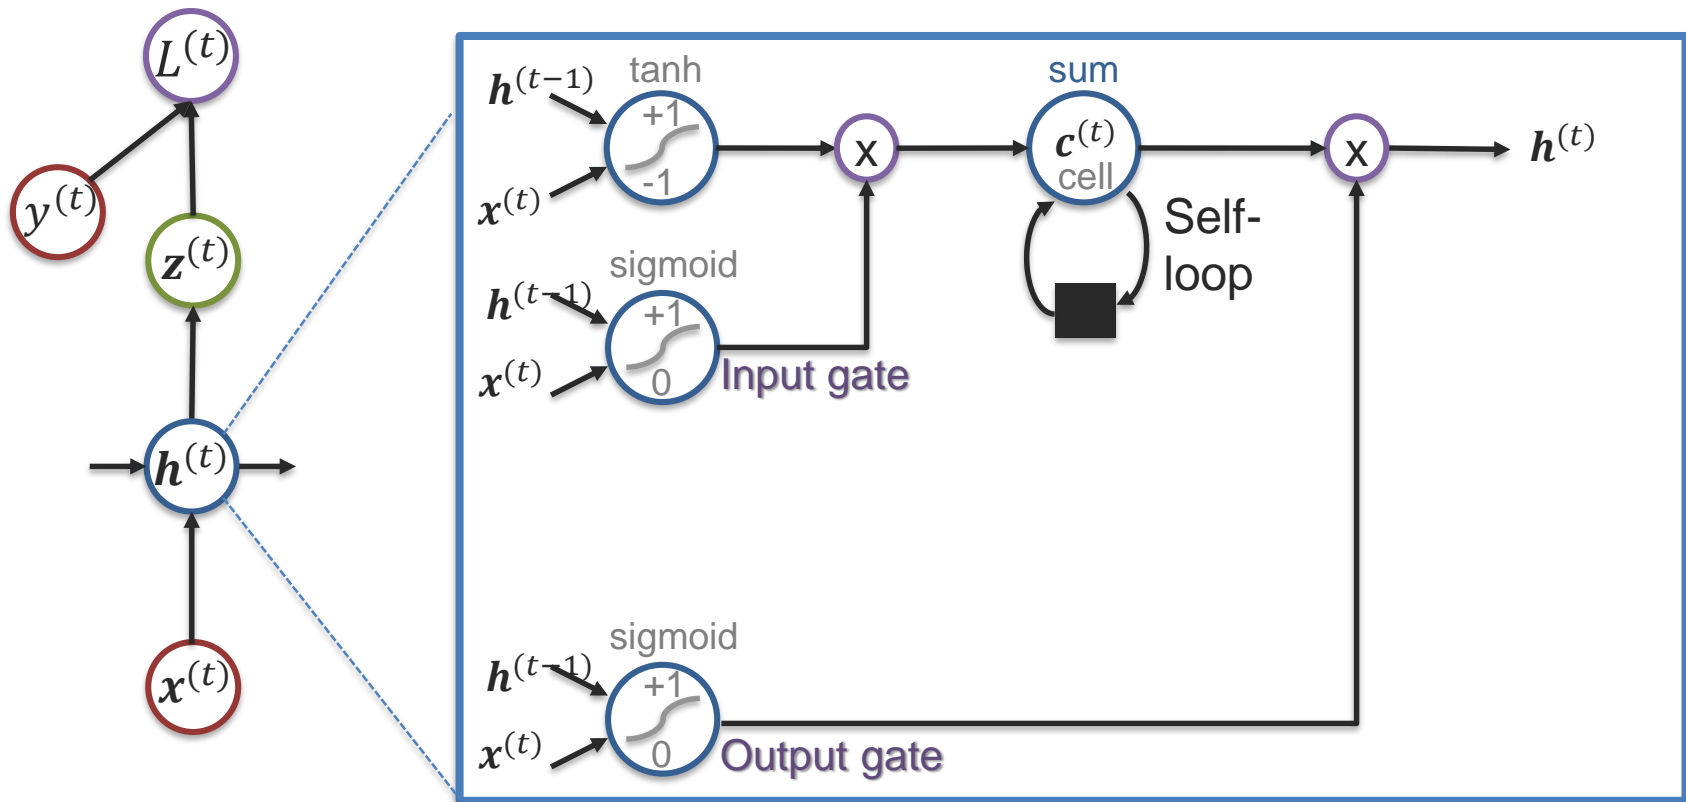 L^(t)
y^(t)
z^(t)
h^(t)
x^(t)
tanh
h^(t−1)
+1
-1
x^(t)
x
sum
c^(t)
cell
Self-
loop
x
h^(t)
sigmoid
h^(t−1)
+1
0
x^(t)
Input gate
sigmoid
h^(t−1)
+1
0
x^(t)
Output gate